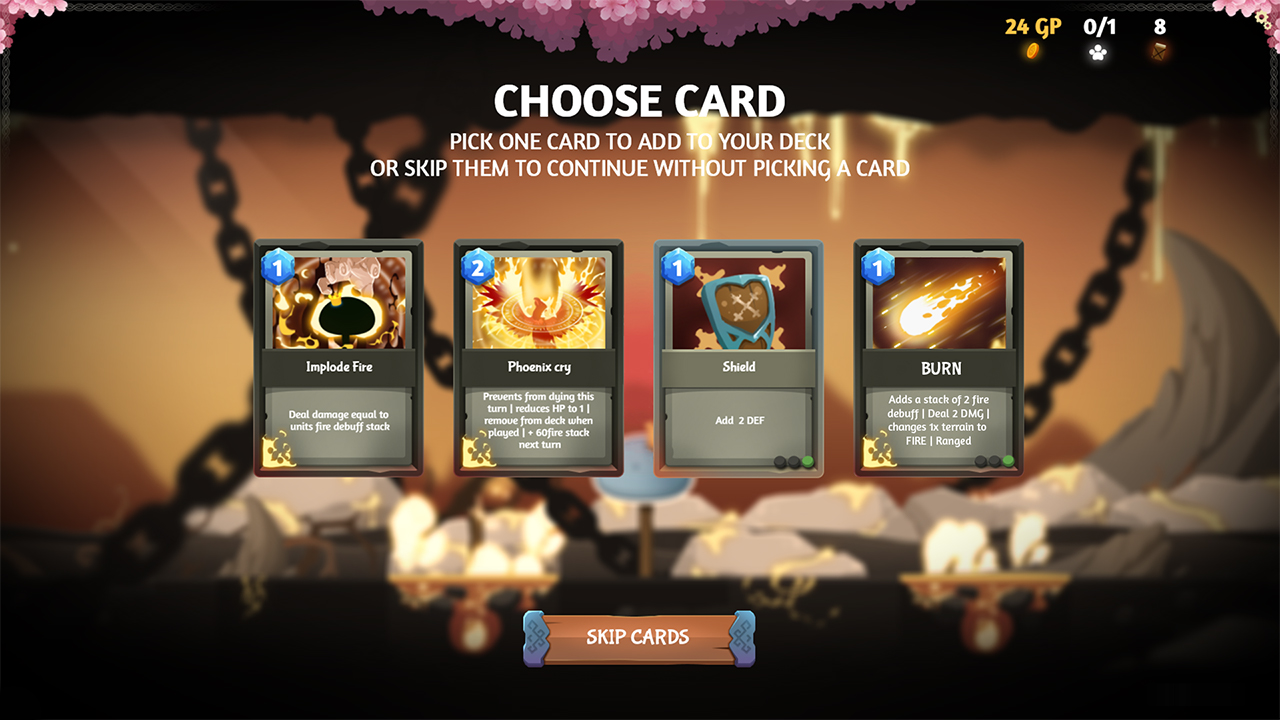 24 GP 0/1 8
CHOOSE CARD
PICK ONE CARD TO ADD TO YOUR DECK
OR SKIP THEM TO CONTINUE WITHOUT PICKING A CARD
1
Implode Fire
Deal damage equal to
units fire debuff stack
2
Phoenix cry
Prevents from dying this
turn | reduces HP to 1 |
remove from deck when
played | + 60fire stack
next turn
1
Shield
Add 2 DEF
1
BURN
Adds a stack of 2 fire
debuff | Deal 2 DMG |
changes 1x terrain to
FIRE | Ranged
SKIP CARDS